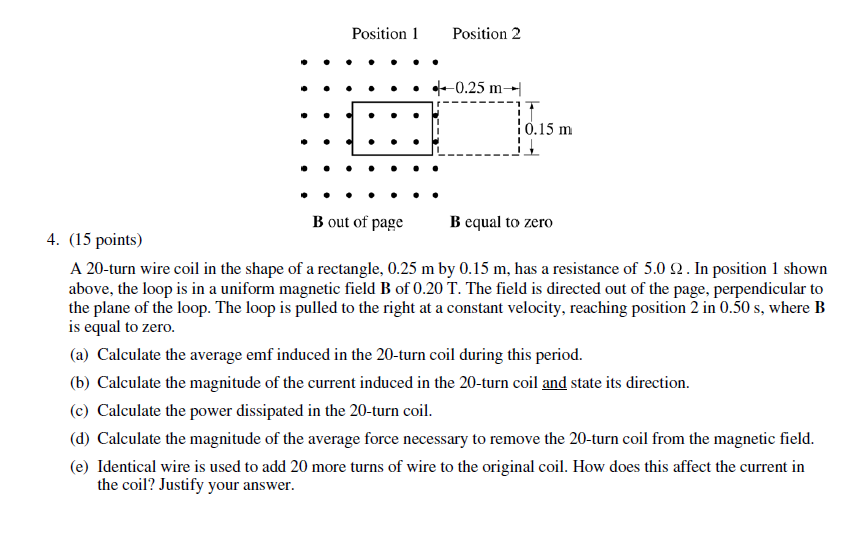 Position 1 Position 2
0.25 m
0.15 m
B out of page B equal to zero
4. (15 points)
A 20-turn wire coil in the shape of a rectangle, 0.25 m by 0.15 m, has a resistance of 5.0 Ω. In position 1 shown
above, the loop is in a uniform magnetic field B of 0.20 T. The field is directed out of the page, perpendicular to
the plane of the loop. The loop is pulled to the right at a constant velocity, reaching position 2 in 0.50 s, where B
is equal to zero.
(a) Calculate the average emf induced in the 20-turn coil during this period.
(b) Calculate the magnitude of the current induced in the 20-turn coil and state its direction.
(c) Calculate the power dissipated in the 20-turn coil.
(d) Calculate the magnitude of the average force necessary to remove the 20-turn coil from the magnetic field.
(e) Identical wire is used to add 20 more turns of wire to the original coil. How does this affect the current in
the coil? Justify your answer.